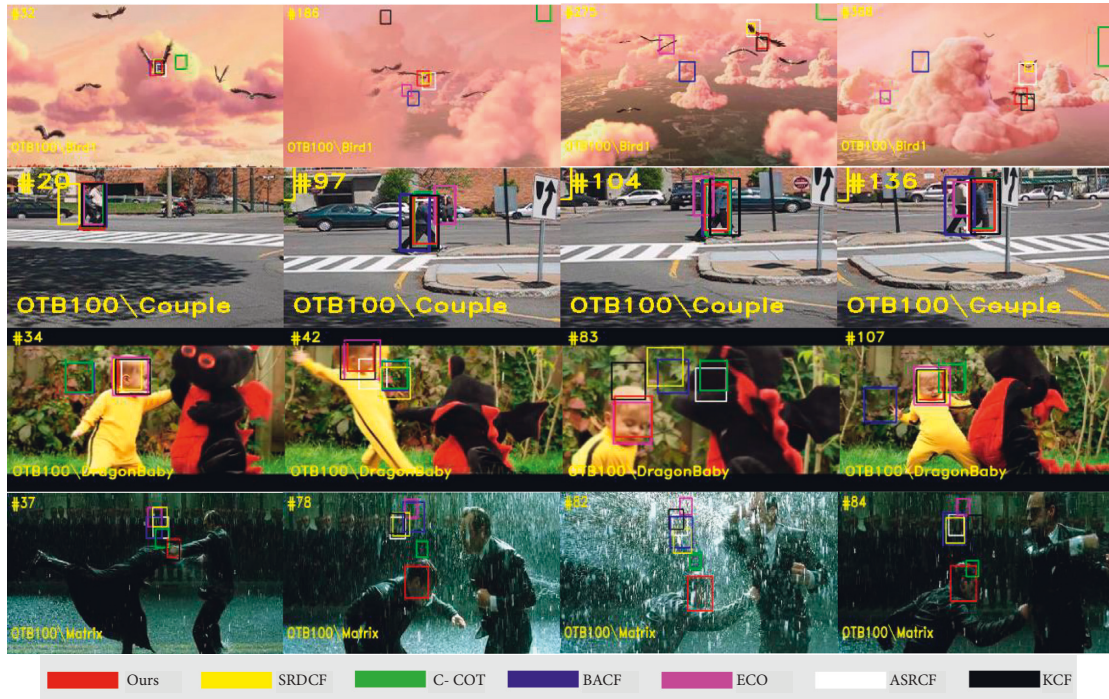 #32
#186
#275
#368
OTB100\Bird1
OTB100\Bird1
OTB100\Bird1
OTB100\Bird1
#29
#97
#104
#136
OTB100\Couple
OTB100\Couple
OTB100\Couple
OTB100\Couple
#34
#42
#83
#107
OTB100\DragonBaby
OTB100\DragonBaby
OTB100\DragonBaby
OTB100\DragonBaby
#37
#78
#82
#84
OTB100\Matrix
OTB100\Matrix
OTB100\Matrix
OTB100\Matrix
Ours SRDCF C- COT BACF ECO ASRCF KCF